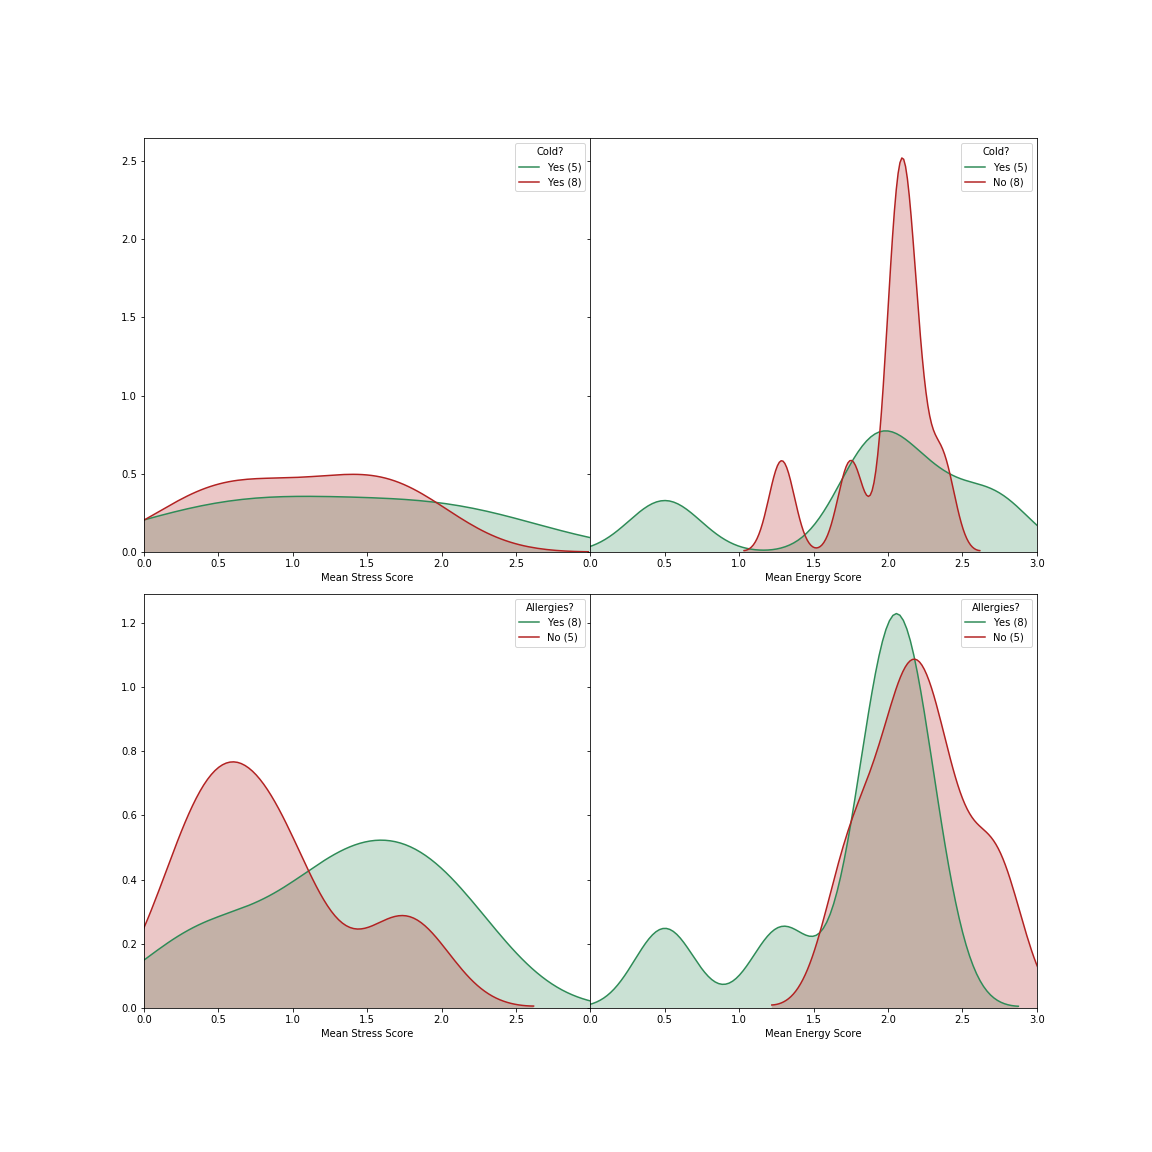 Cold?
Yes (5)
Yes (8)
2.5
2.0
1.5
1.0
0.5
0.0
0.0 0.5 1.0 1.5 2.0 2.5
Mean Stress Score
Cold?
Yes (5)
No (8)
0.0 0.5 1.0 1.5 2.0 2.5 3.0
Mean Energy Score
Allergies?
Yes (8)
No (5)
1.2
1.0
0.8
0.6
0.4
0.2
0.0
0.0 0.5 1.0 1.5 2.0 2.5
Mean Stress Score
Allergies?
Yes (8)
No (5)
0.0 0.5 1.0 1.5 2.0 2.5 3.0
Mean Energy Score